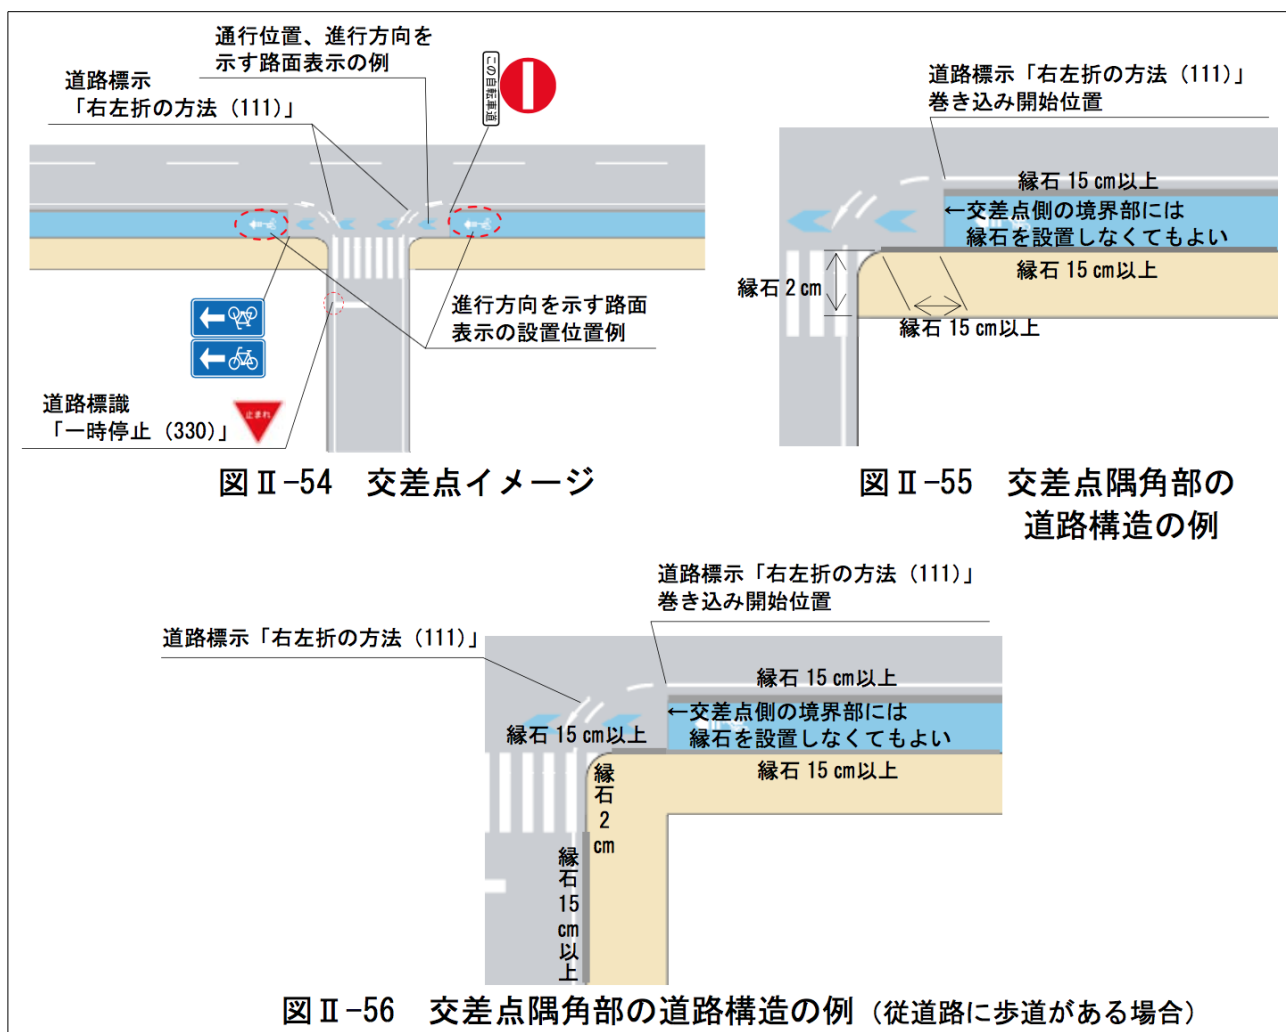 通行位置、進行方向を
示す路面表示の例
道路標示
「右左折の方法（111）」
この自転車道
進行方向を示す路面
表示の設置位置例
道路標識
「一時停止（330）」
止まれ
図Ⅱ-54　交差点イメージ
道路標示「右左折の方法（111）」
巻き込み開始位置
縁石 15 cm以上
←交差点側の境界部には
縁石を設置しなくてもよい
縁石 15 cm以上
縁石 2 cm
縁石 15 cm以上
図Ⅱ-55　交差点隅角部の
道路構造の例
道路標示「右左折の方法（111）」
巻き込み開始位置
道路標示「右左折の方法（111）」
縁石 15 cm以上
←交差点側の境界部には
縁石を設置しなくてもよい
縁石 15 cm以上
縁石 15 cm以上
縁石 2 cm
縁石 15 cm以上
図Ⅱ-56　交差点隅角部の道路構造の例（従道路に歩道がある場合）